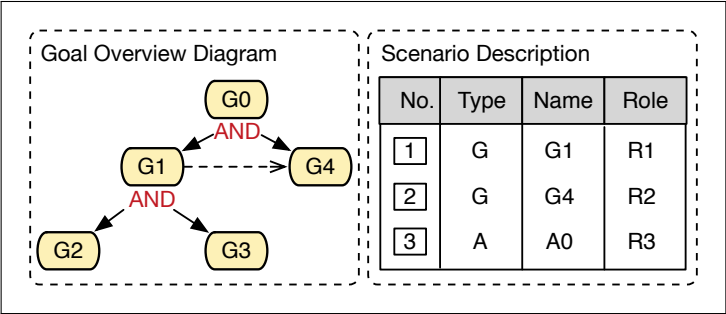 Goal Overview Diagram
G0
AND
G1
G4
AND
G2
G3
Scenario Description
No. Type Name Role
1 G G1 R1
2 G G4 R2
3 A A0 R3